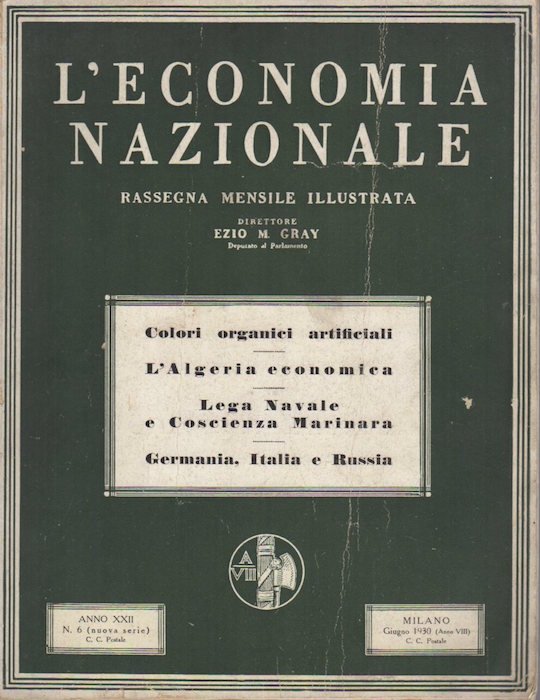 L'ECONOMIA
NAZIONALE
RASSEGNA MENSILE ILLUSTRATA
DIRETTORE
EZIO M. GRAY
Deputato al Parlamento
Colori organici artificiali
L'Algeria economica
Lega Navale
e Coscienza Marinara
Germania, Italia e Russia
A
VIII
ANNO XXII
N. 6 (nuova serie)
C. C. Postale
MILANO
Giugno 1930 (Anno VIII)
C. C. Postale